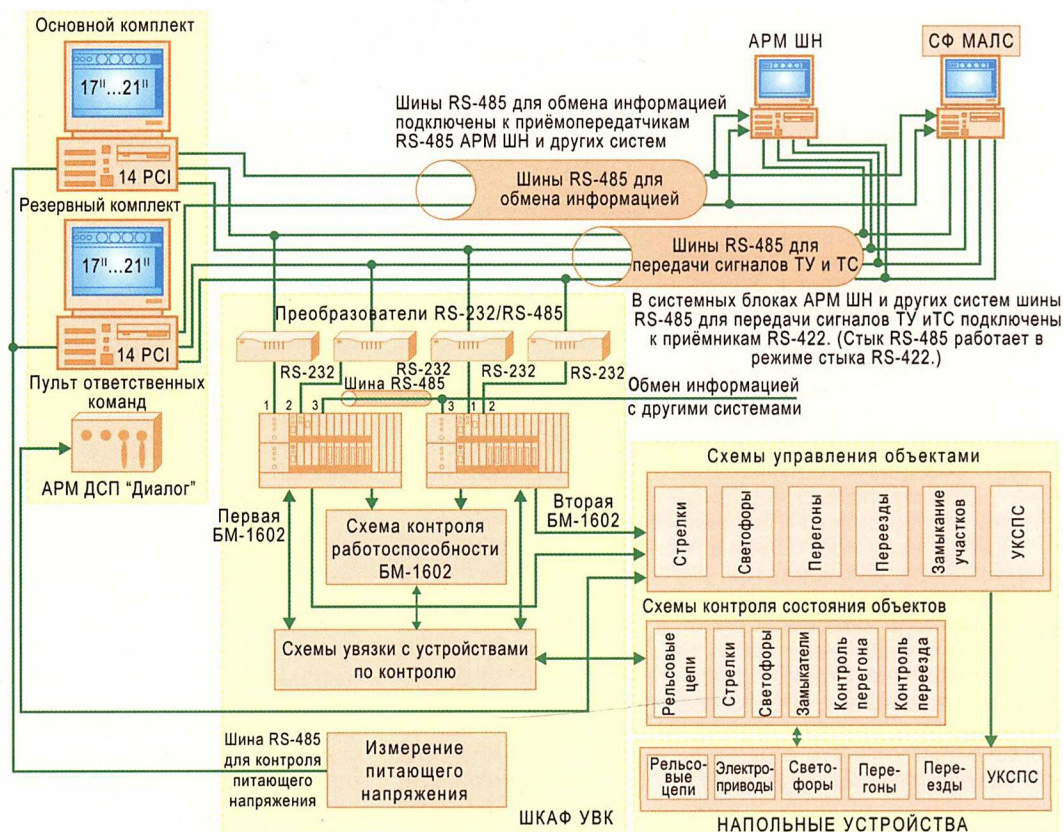 Основной комплект
17"...21"
14 PCI
Резервный комплект
17"...21"
14 PCI
Пульт ответственных
команд
АРМ ДСП "Диалог"
АРМ ШН
СФ МАЛС
Шины RS-485 для обмена информацией
подключены к приёмопередатчикам
RS-485 АРМ ШН и других систем
Шины RS-485 для
обмена информацией
Шины RS-485 для
передачи сигналов ТУ и ТС
В системных блоках АРМ ШН и других систем шины
RS-485 для передачи сигналов ТУ иТС подключены
к приёмникам RS-422. (Стык RS-485 работает в
режиме стыка RS-422.)
Преобразователи RS-232/RS-485
RS-232
RS-232
RS-232
RS-232
Шина RS-485
1 2 3
3 1 2
Обмен информацией
с другими системами
Первая
БМ-1602
Вторая
БМ-1602
Схема контроля
работоспособности
БМ-1602
Схемы увязки с устройствами
по контролю
Шина RS-485
для контроля
питающего
напряжения
Измерение
питающего
напряжения
ШКАФ УВК
Схемы управления объектами
Стрелки
Светофоры
Перегоны
Переезды
Замыкание
участков
УКСПС
Схемы контроля состояния объектов
Рельсовые
цепи
Стрелки
Светофоры
Замыкатели
Контроль
перегона
Контроль
переезда
Рельсо-
вые
цепи
Электро-
приводы
Свето-
форы
Пере-
гоны
Пере-
езды
УКСПС
НАПОЛЬНЫЕ УСТРОЙСТВА